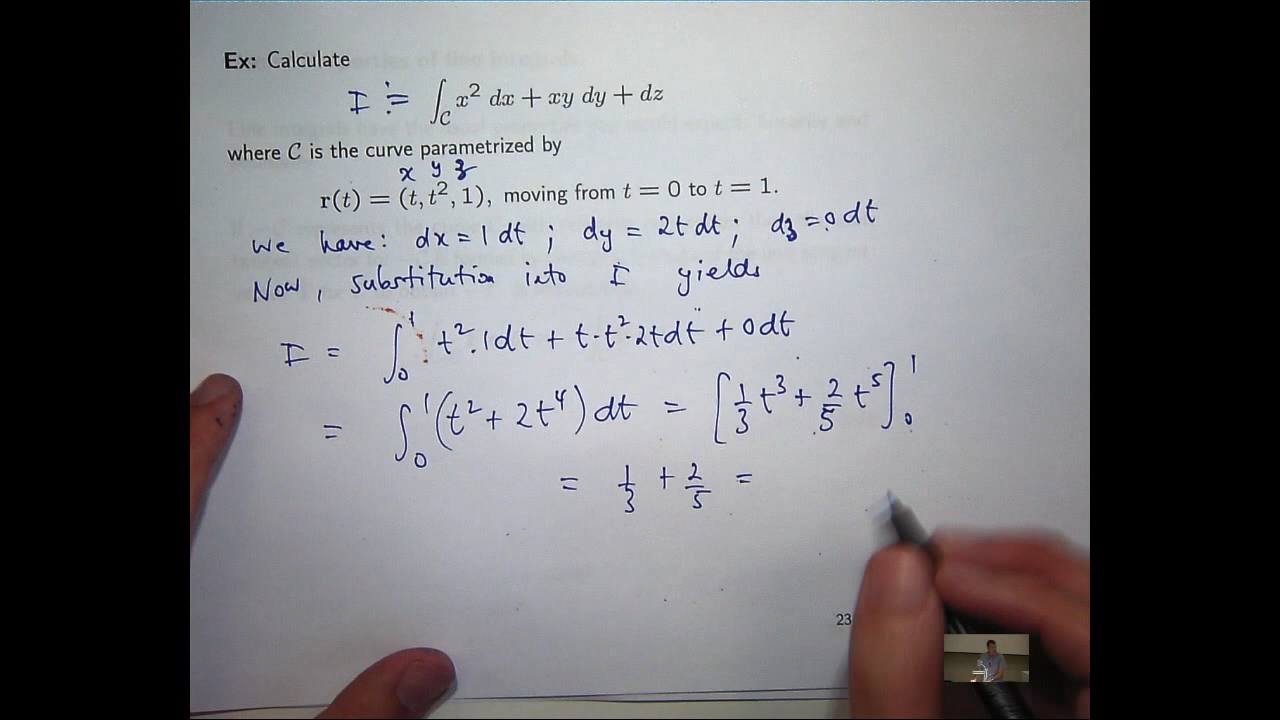 Ex: Calculate
I := ∫_C x² dx + xy dy + dz
where C is the curve parametrized by
x y z
r(t) = (t, t², 1), moving from t = 0 to t = 1.
We have: dx = 1 dt ; dy = 2t dt ; dz = 0 dt
Now, substitution into I yields
I = ∫₀¹ t²·1dt + t·t²·2tdt + 0dt
= ∫₀¹ (t² + 2t⁴) dt = [1/3 t³ + 2/5 t⁵]₀¹
= 1/3 + 2/5 =
23